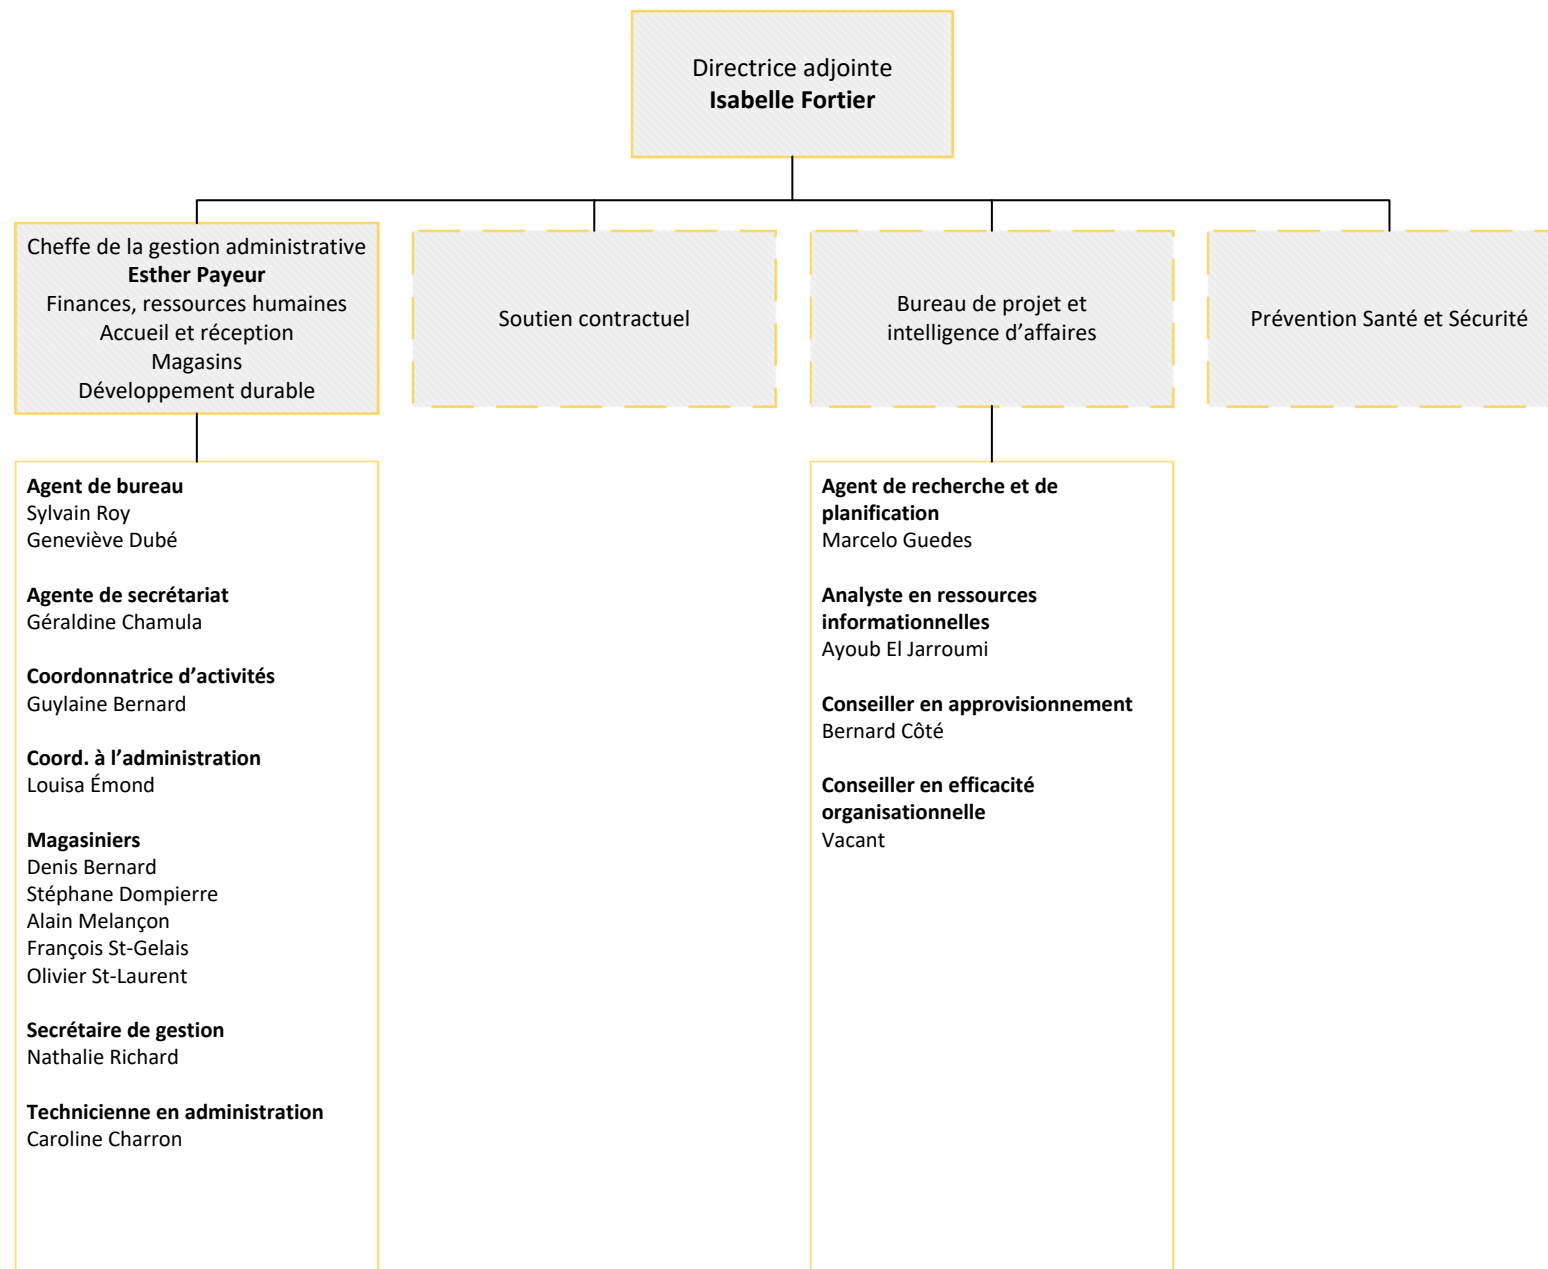 Directrice adjointe
Isabelle Fortier
Cheffe de la gestion administrative
Esther Payeur
Finances, ressources humaines
Accueil et réception
Magasins
Développement durable
Soutien contractuel
Bureau de projet et
intelligence d’affaires
Prévention Santé et Sécurité
Agent de bureau
Sylvain Roy
Geneviève Dubé
Agente de secrétariat
Géraldine Chamula
Coordonnatrice d’activités
Guylaine Bernard
Coord. à l’administration
Louisa Émond
Magasiniers
Denis Bernard
Stéphane Dompierre
Alain Melançon
François St-Gelais
Olivier St-Laurent
Secrétaire de gestion
Nathalie Richard
Technicienne en administration
Caroline Charron
Agent de recherche et de
planification
Marcelo Guedes
Analyste en ressources
informationnelles
Ayoub El Jarroumi
Conseiller en approvisionnement
Bernard Côté
Conseiller en efficacité
organisationnelle
Vacant